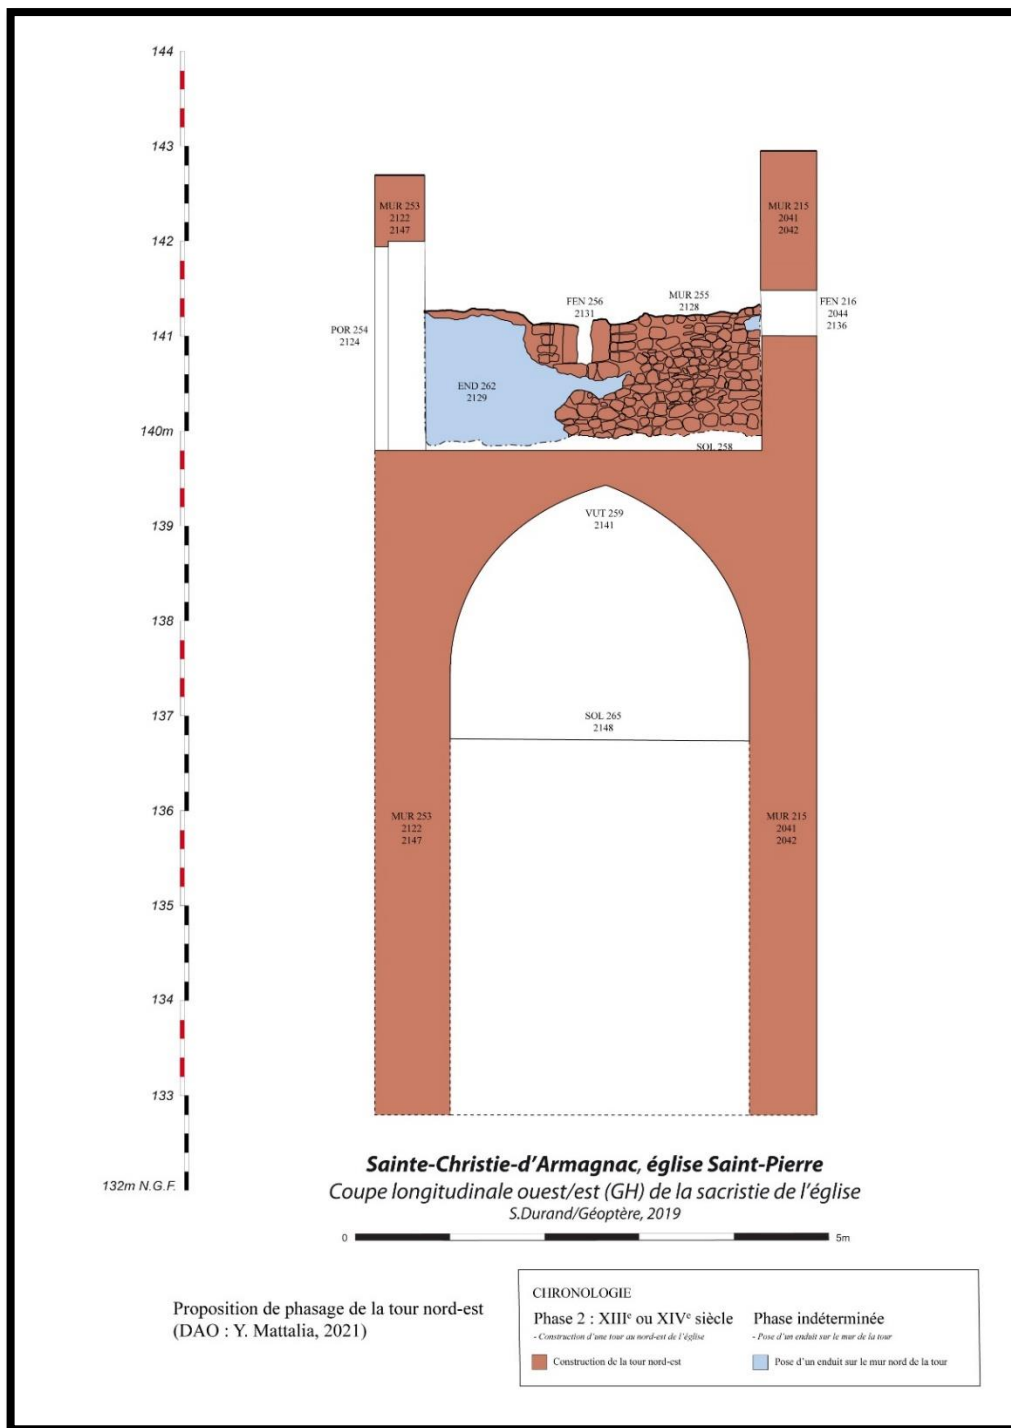 144
143
142
141
140m
139
138
137
136
135
134
133
132m N.G.F.
MUR 253
2122
2147
MUR 215
2041
2042
POR 254
2124
FEN 256
2131
MUR 255
2128
FEN 216
2044
2136
END 262
2129
SOL 258
VUT 259
2141
SOL 265
2148
MUR 253
2122
2147
MUR 215
2041
2042
Sainte-Christie-d'Armagnac, église Saint-Pierre
Coupe longitudinale ouest/est (GH) de la sacristie de l'église
S.Durand/Géoptère, 2019
0 5m
Proposition de phasage de la tour nord-est
(DAO : Y. Mattalia, 2021)
CHRONOLOGIE
Phase 2 : XIIIe ou XIVe siècle
- Construction d'une tour au nord-est de l'église
Construction de la tour nord-est
Phase indéterminée
- Pose d'un enduit sur le mur de la tour
Pose d'un enduit sur le mur nord de la tour